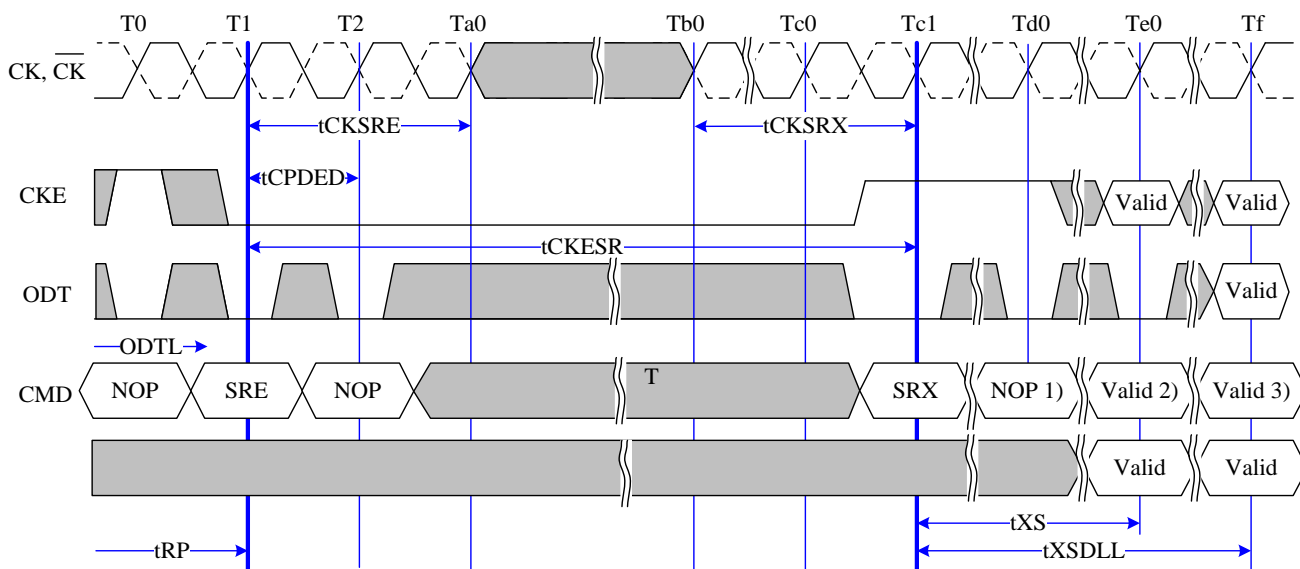 T0 T1 T2 Ta0 Tb0 Tc0 Tc1 Td0 Te0 Tf
CK, CK
tCKSRE tCKSRX
tCPDED
CKE Valid Valid
tCKESR
ODT Valid
ODTL
CMD NOP SRE NOP T SRX NOP 1) Valid 2) Valid 3)
Valid Valid
tXS
tRP tXSDLL